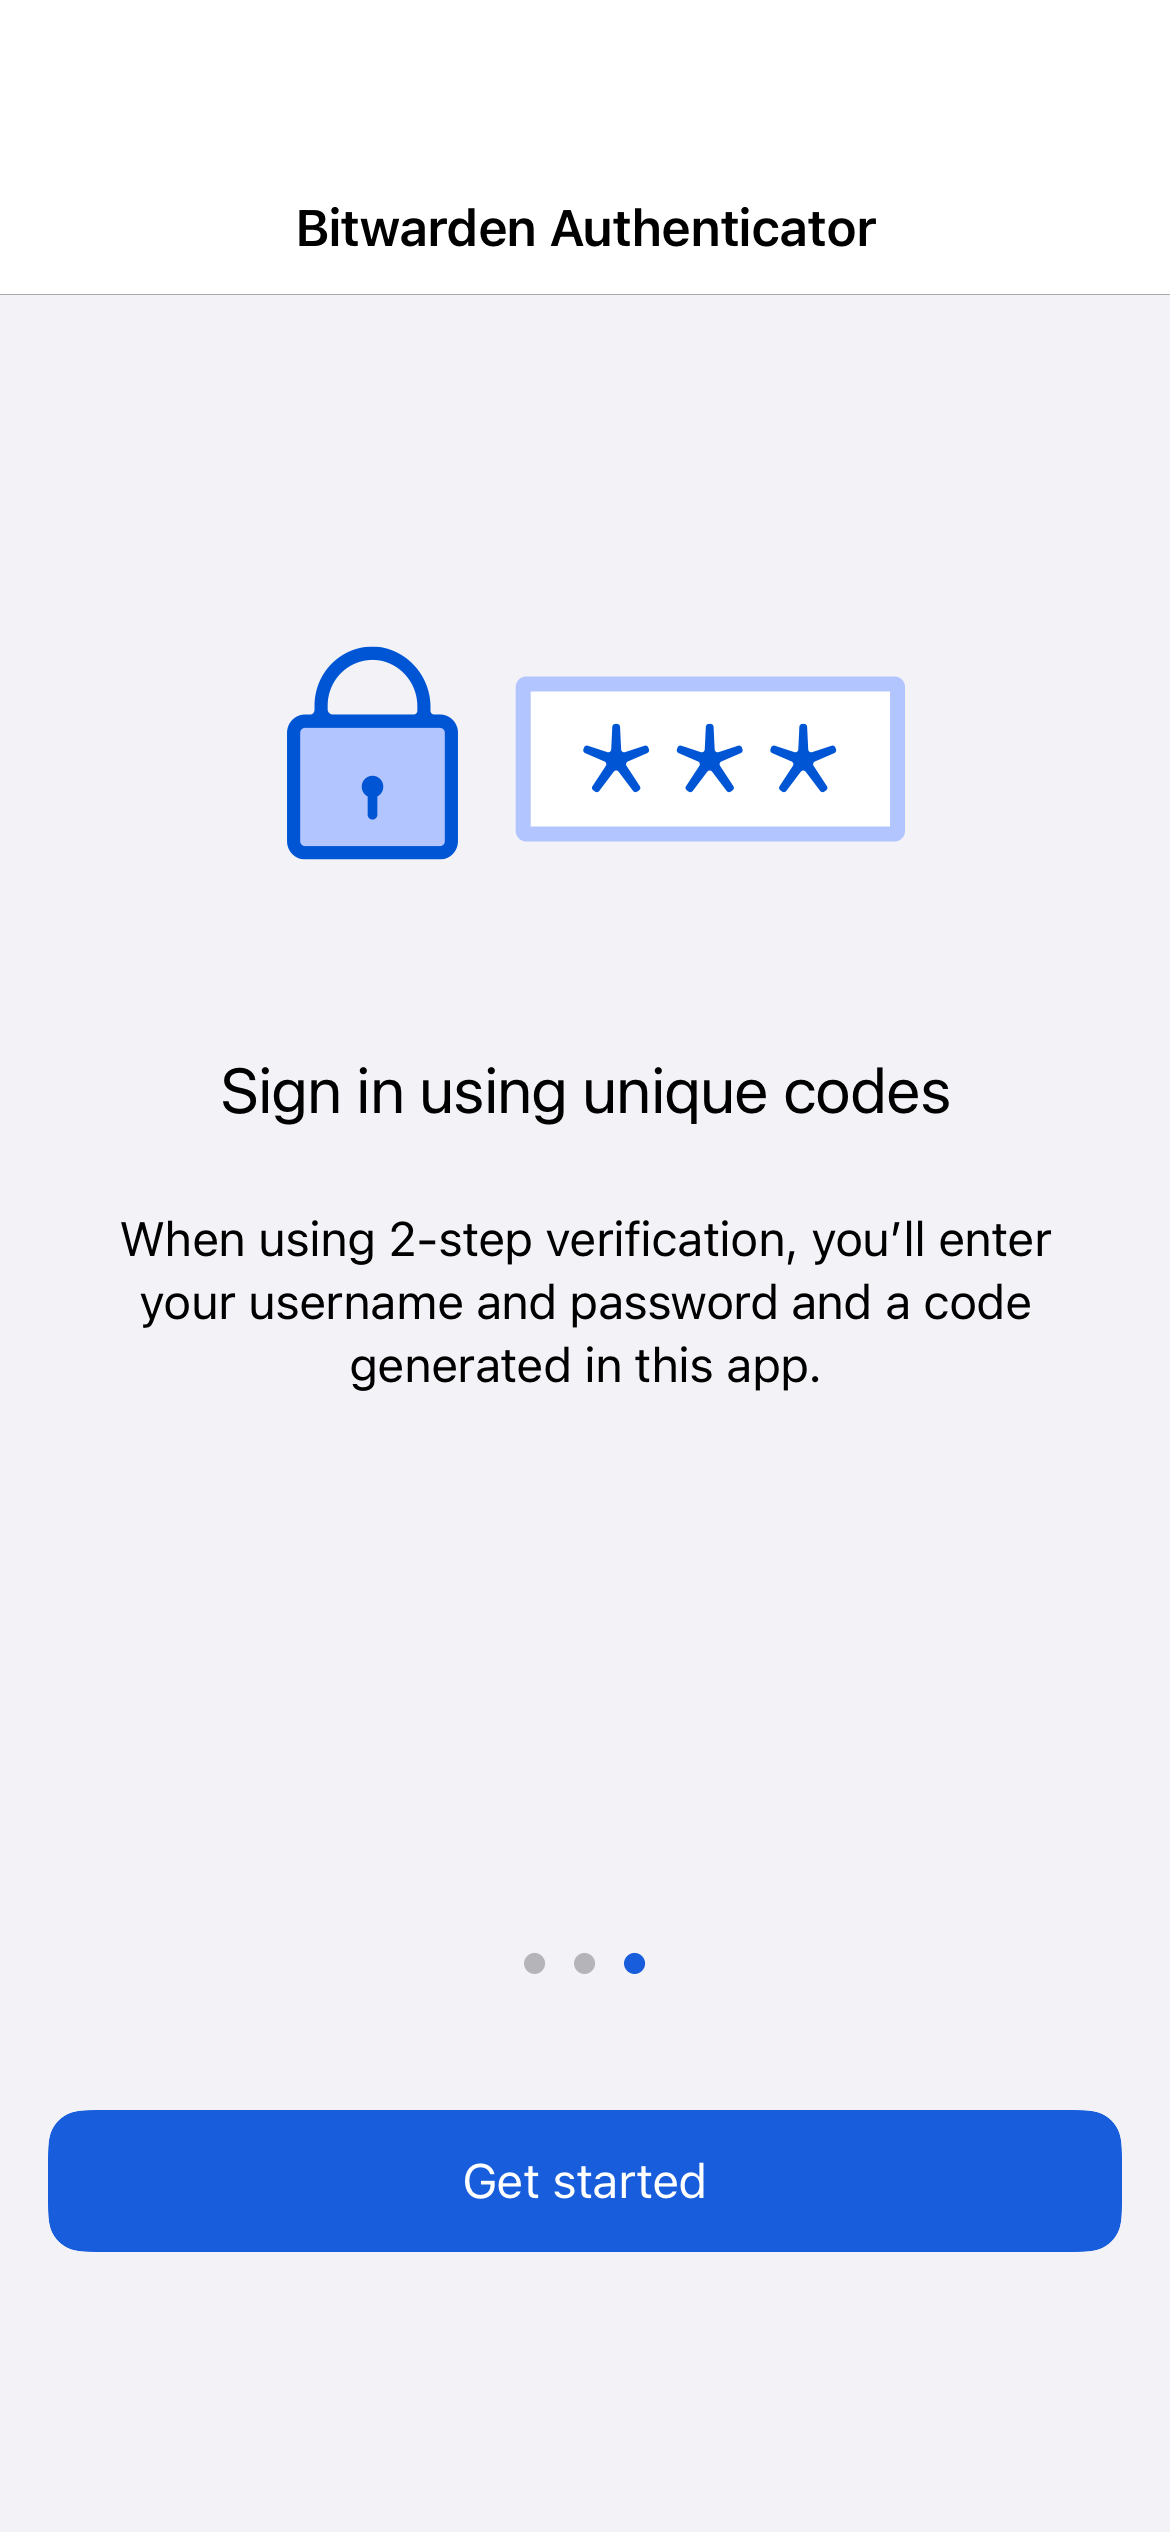 Bitwarden Authenticator
Sign in using unique codes
When using 2-step verification, you’ll enter
your username and password and a code
generated in this app.
Get started